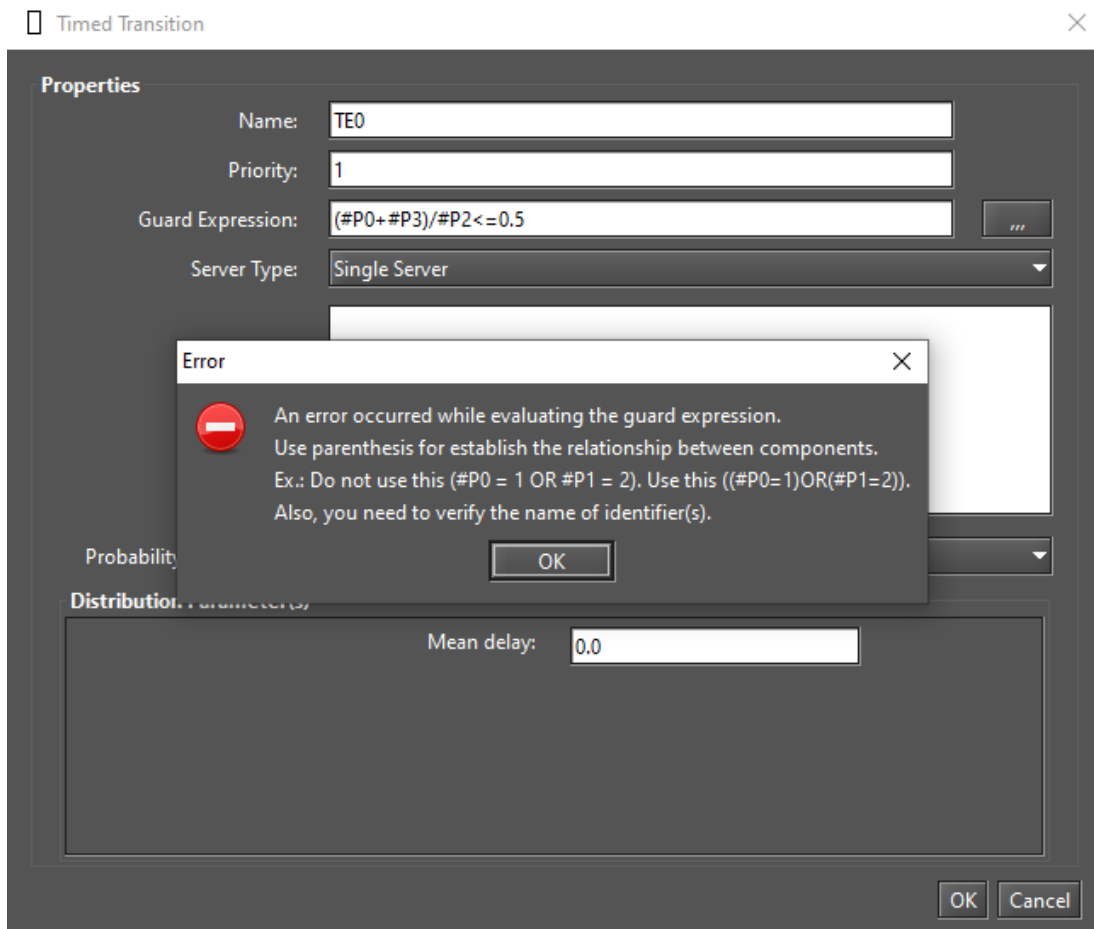 Timed Transition
Properties
Name: TE0
Priority: 1
Guard Expression: (#P0+#P3)/#P2<=0.5 ,,,
Server Type: Single Server
Error
An error occurred while evaluating the guard expression.
Use parenthesis for establish the relationship between components.
Ex.: Do not use this (#P0 = 1 OR #P1 = 2). Use this ((#P0=1)OR(#P1=2)).
Also, you need to verify the name of identifier(s).
OK
Probability
Distribution Parameter(s)
Mean delay: 0.0
OK Cancel